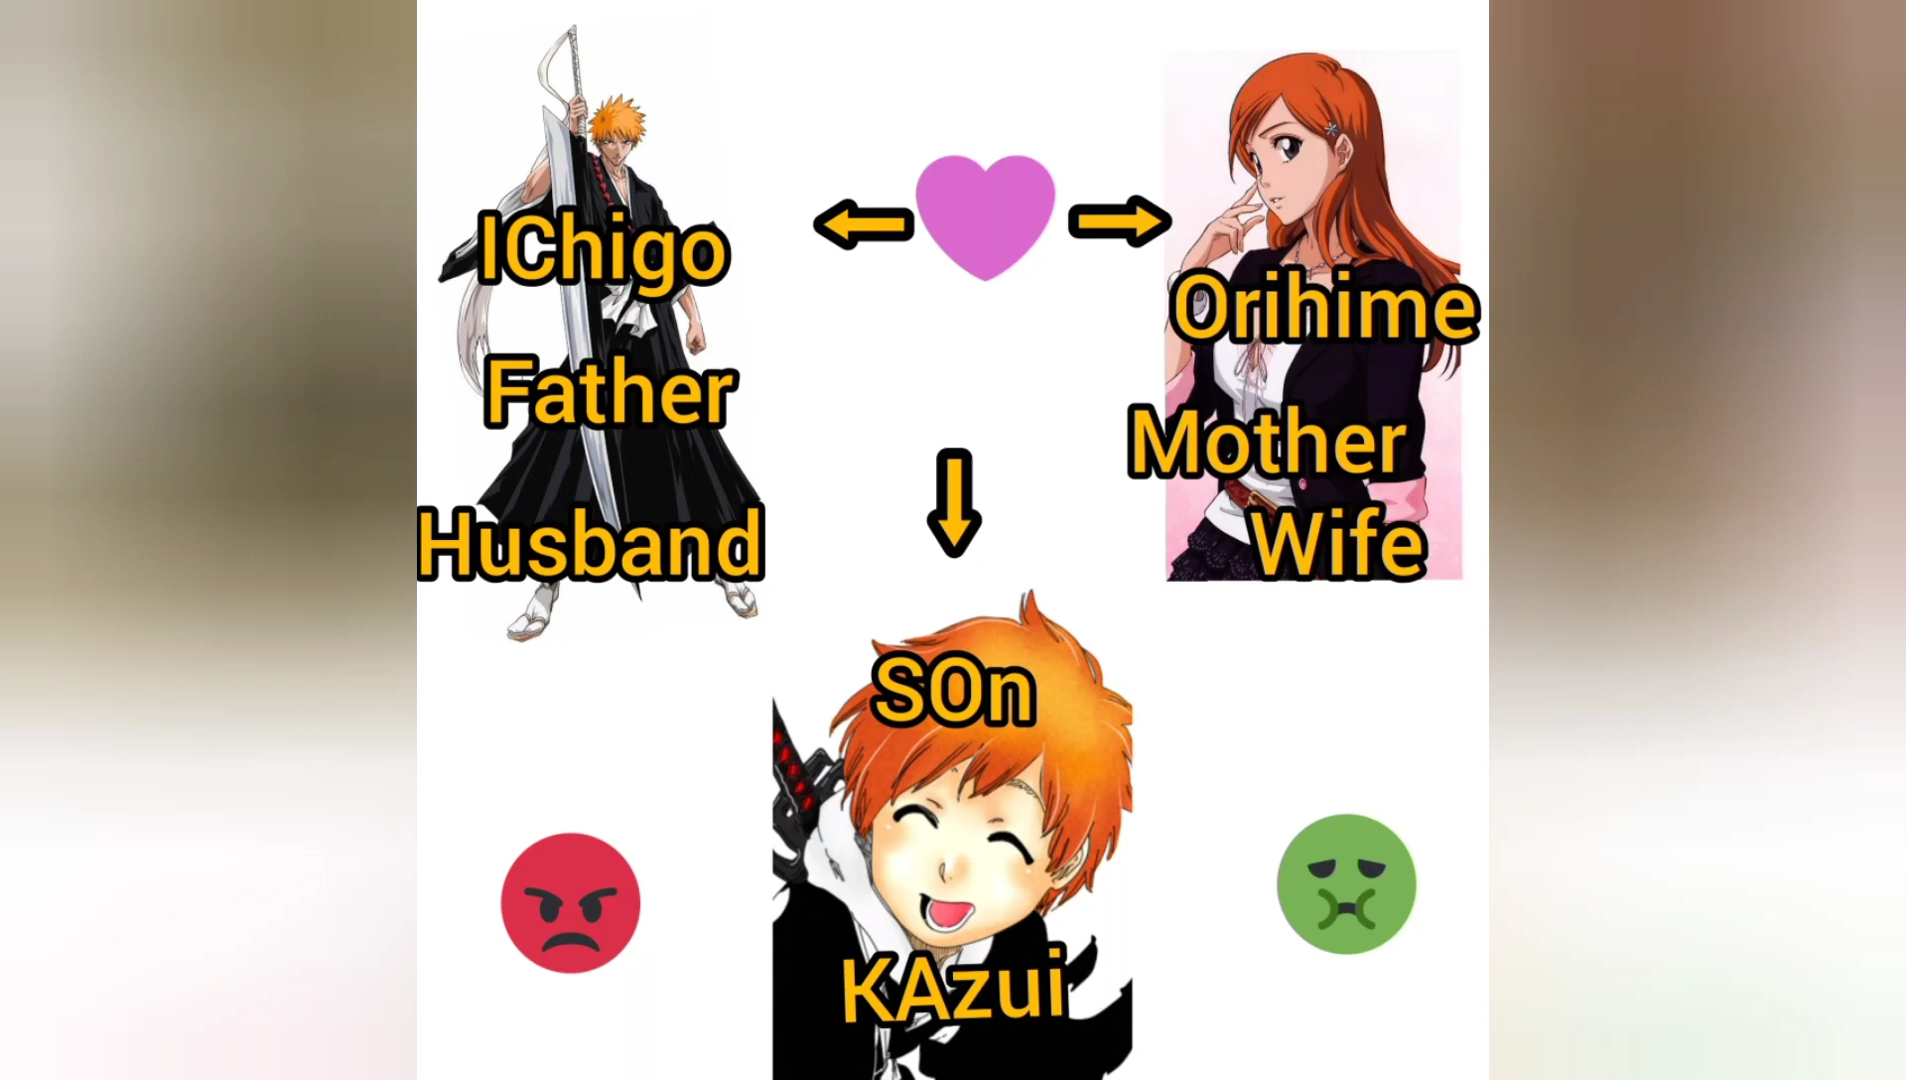 IChigo
Father
Husband
Orihime
Mother
Wife
SOn
KAzui